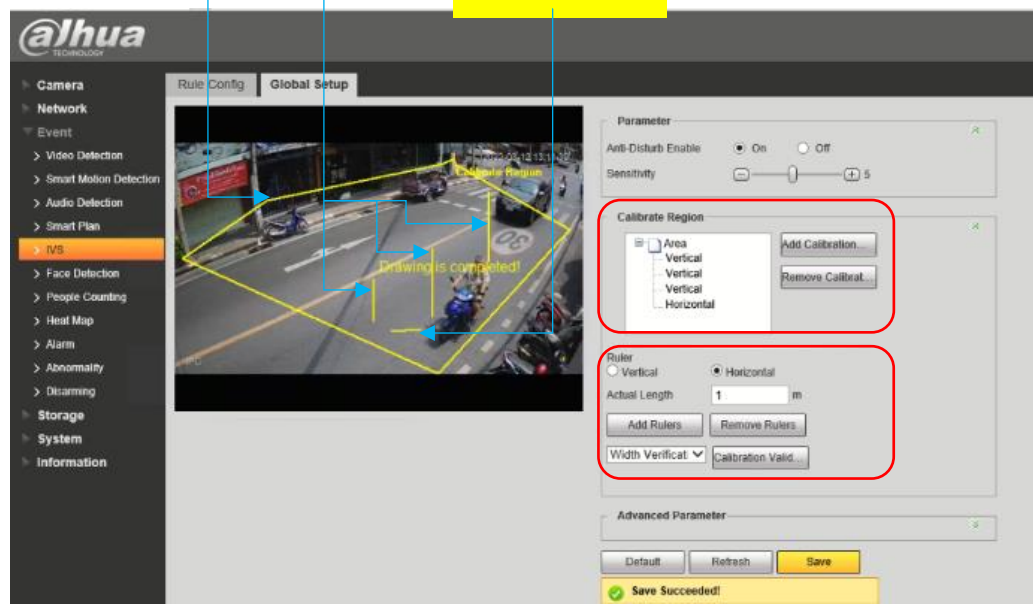 alhua
TECHNOLOGY
Camera
Network
Event
Video Detection
Smart Motion Detection
Audio Detection
Smart Plan
IVS
Face Detection
People Counting
Heat Map
Alarm
Abnormality
Disarming
Storage
System
Information
Rule Config
Global Setup
Calibrate Region
30
Drawing is completed!
Parameter
Anti-Disturb Enable On Off
Sensitivity 5
Calibrate Region
Area
Vertical
Vertical
Vertical
Horizontal
Add Calibration...
Remove Calibrat...
Ruler
Vertical Horizontal
Actual Length 1 m
Add Rulers Remove Rulers
Width Verificati Calibration Valid...
Advanced Parameter
Default Refresh Save
Save Succeeded!